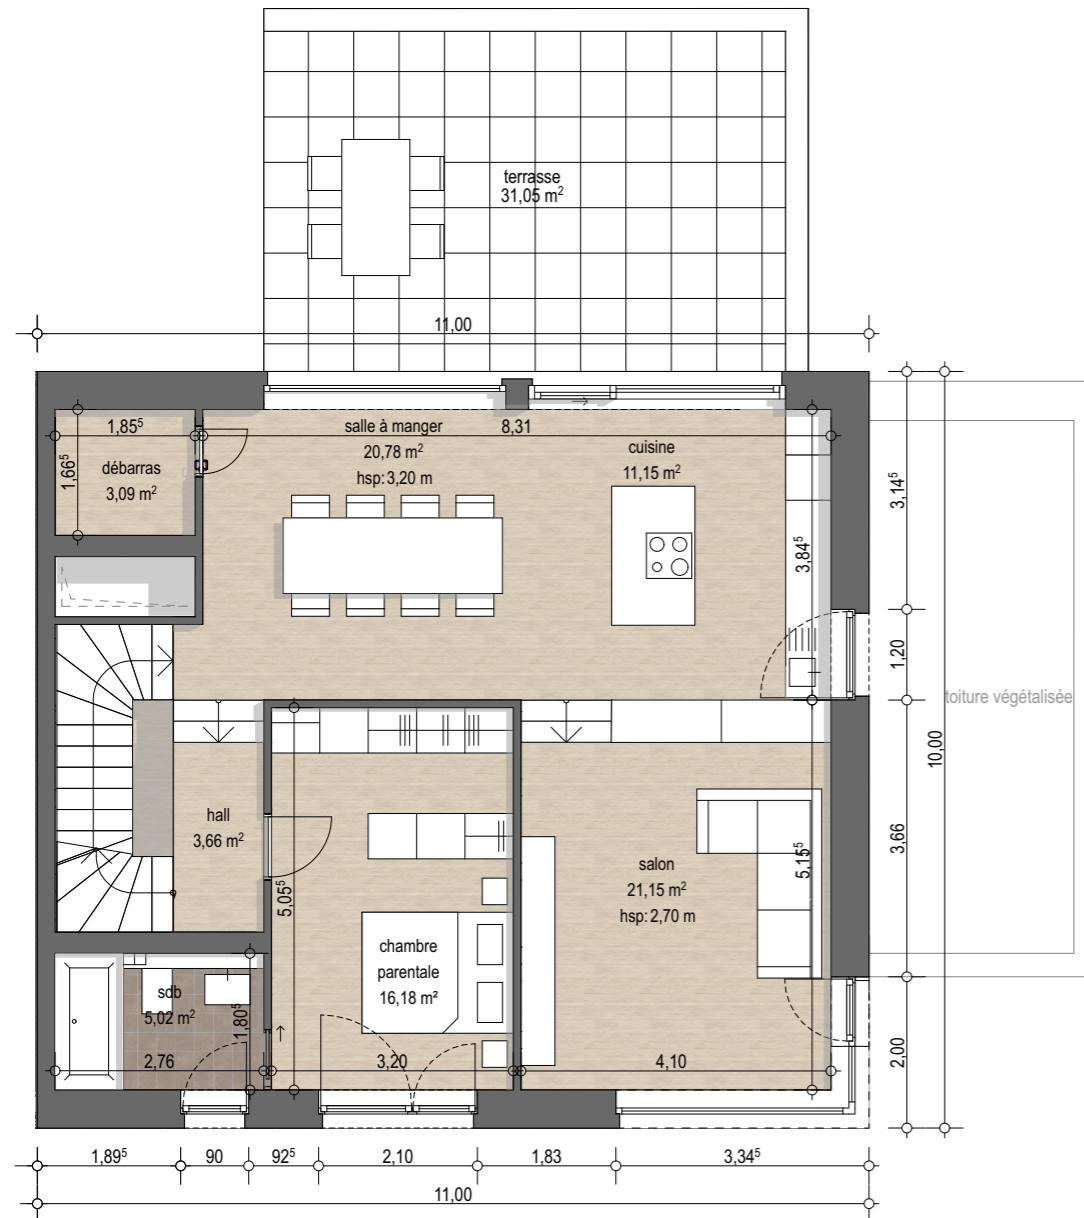 terrasse
31,05 m²
11,00
1,85⁵
salle à manger
8,31
20,78 m²
hsp: 3,20 m
cuisine
11,15 m²
débarras
3,09 m²
1,66⁵
3,14⁵
3,84⁵
1,20
toiture végétalisée
10,00
hall
3,66 m²
3,66
5,15⁵
salon
21,15 m²
hsp: 2,70 m
5,05⁵
chambre
parentale
16,18 m²
sdb
5,02 m²
1,80⁵
2,00
2,76
3,20
4,10
1,89⁵
90
92⁵
2,10
1,83
3,34⁵
11,00